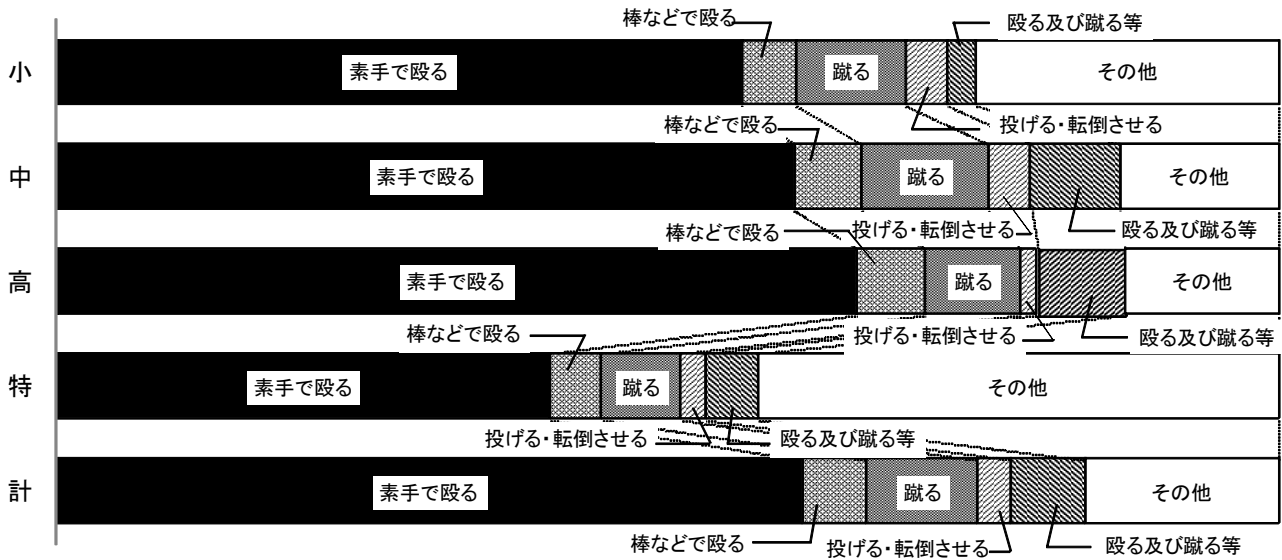 棒などで殴る
殴る及び蹴る等
小
素手で殴る
蹴る
その他
棒などで殴る
投げる・転倒させる
中
素手で殴る
蹴る
その他
棒などで殴る
投げる・転倒させる
殴る及び蹴る等
高
素手で殴る
蹴る
その他
棒などで殴る
投げる・転倒させる
殴る及び蹴る等
特
素手で殴る
蹴る
その他
投げる・転倒させる
殴る及び蹴る等
計
素手で殴る
蹴る
その他
棒などで殴る
投げる・転倒させる
殴る及び蹴る等